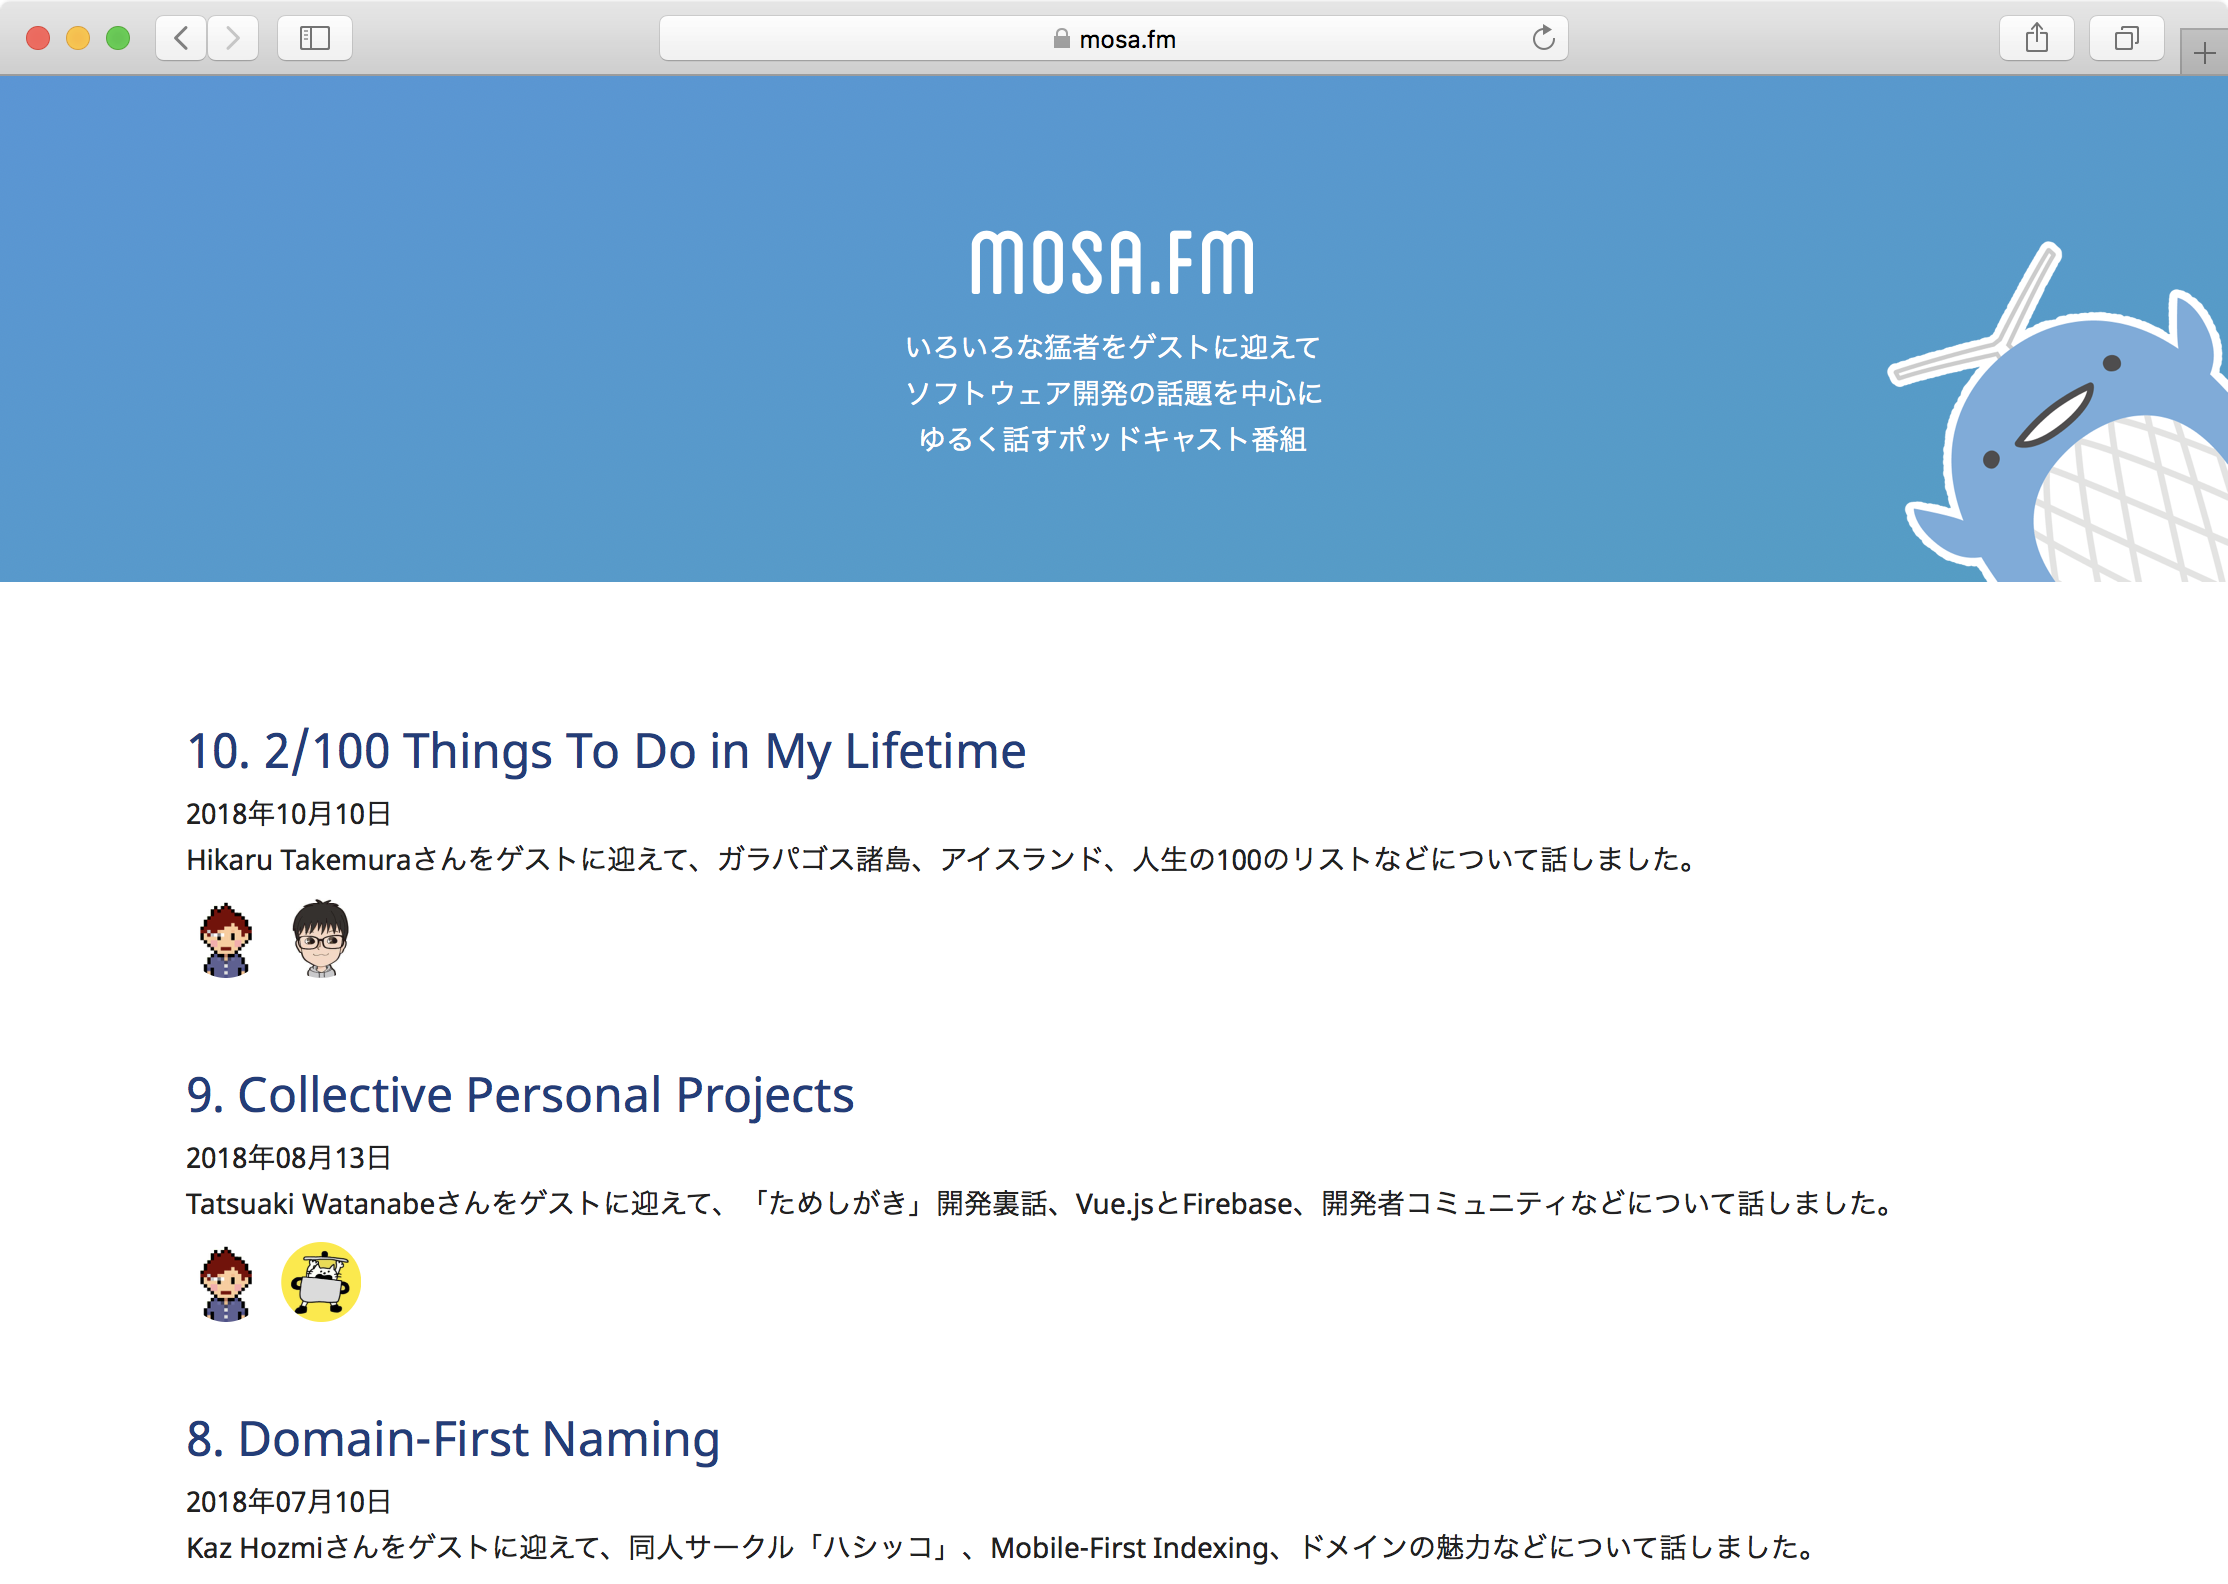 mosa.fm
MOSA.FM
いろいろな猛者をゲストに迎えて
ソフトウェア開発の話題を中心に
ゆるく話すポッドキャスト番組
10. 2/100 Things To Do in My Lifetime
2018年10月10日
Hikaru Takemuraさんをゲストに迎えて、ガラパゴス諸島、アイスランド、人生の100のリストなどについて話しました。
9. Collective Personal Projects
2018年08月13日
Tatsuaki Watanabeさんをゲストに迎えて、「ためしがき」開発裏話、Vue.jsとFirebase、開発者コミュニティなどについて話しました。
8. Domain-First Naming
2018年07月10日
Kaz Hozmiさんをゲストに迎えて、同人サークル「ハシッコ」、Mobile-First Indexing、ドメインの魅力などについて話しました。